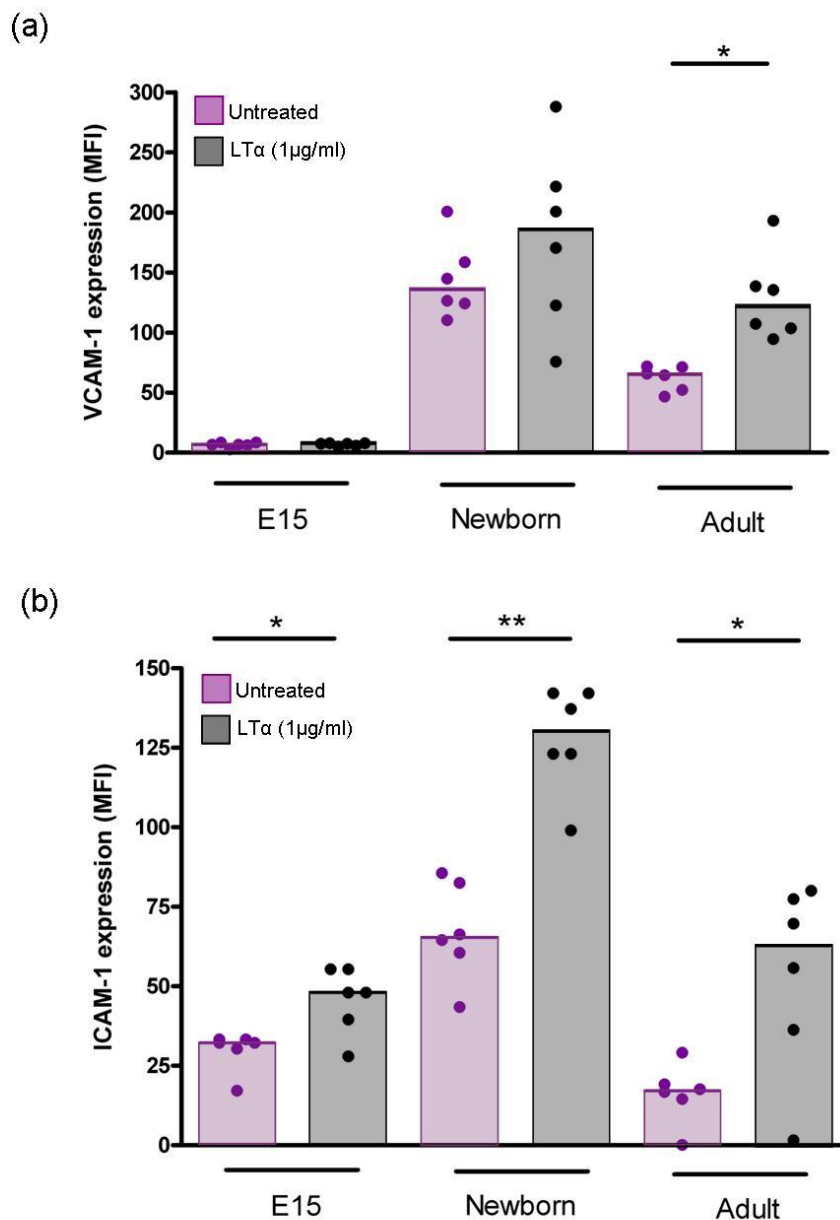 (a)
*
300
250
200
150
100
50
0
VCAM-1 expression (MFI)
Untreated
LTα (1µg/ml)
E15 Newborn Adult
(b)
* ** *
150
125
100
75
50
25
0
ICAM-1 expression (MFI)
Untreated
LTα (1µg/ml)
E15 Newborn Adult